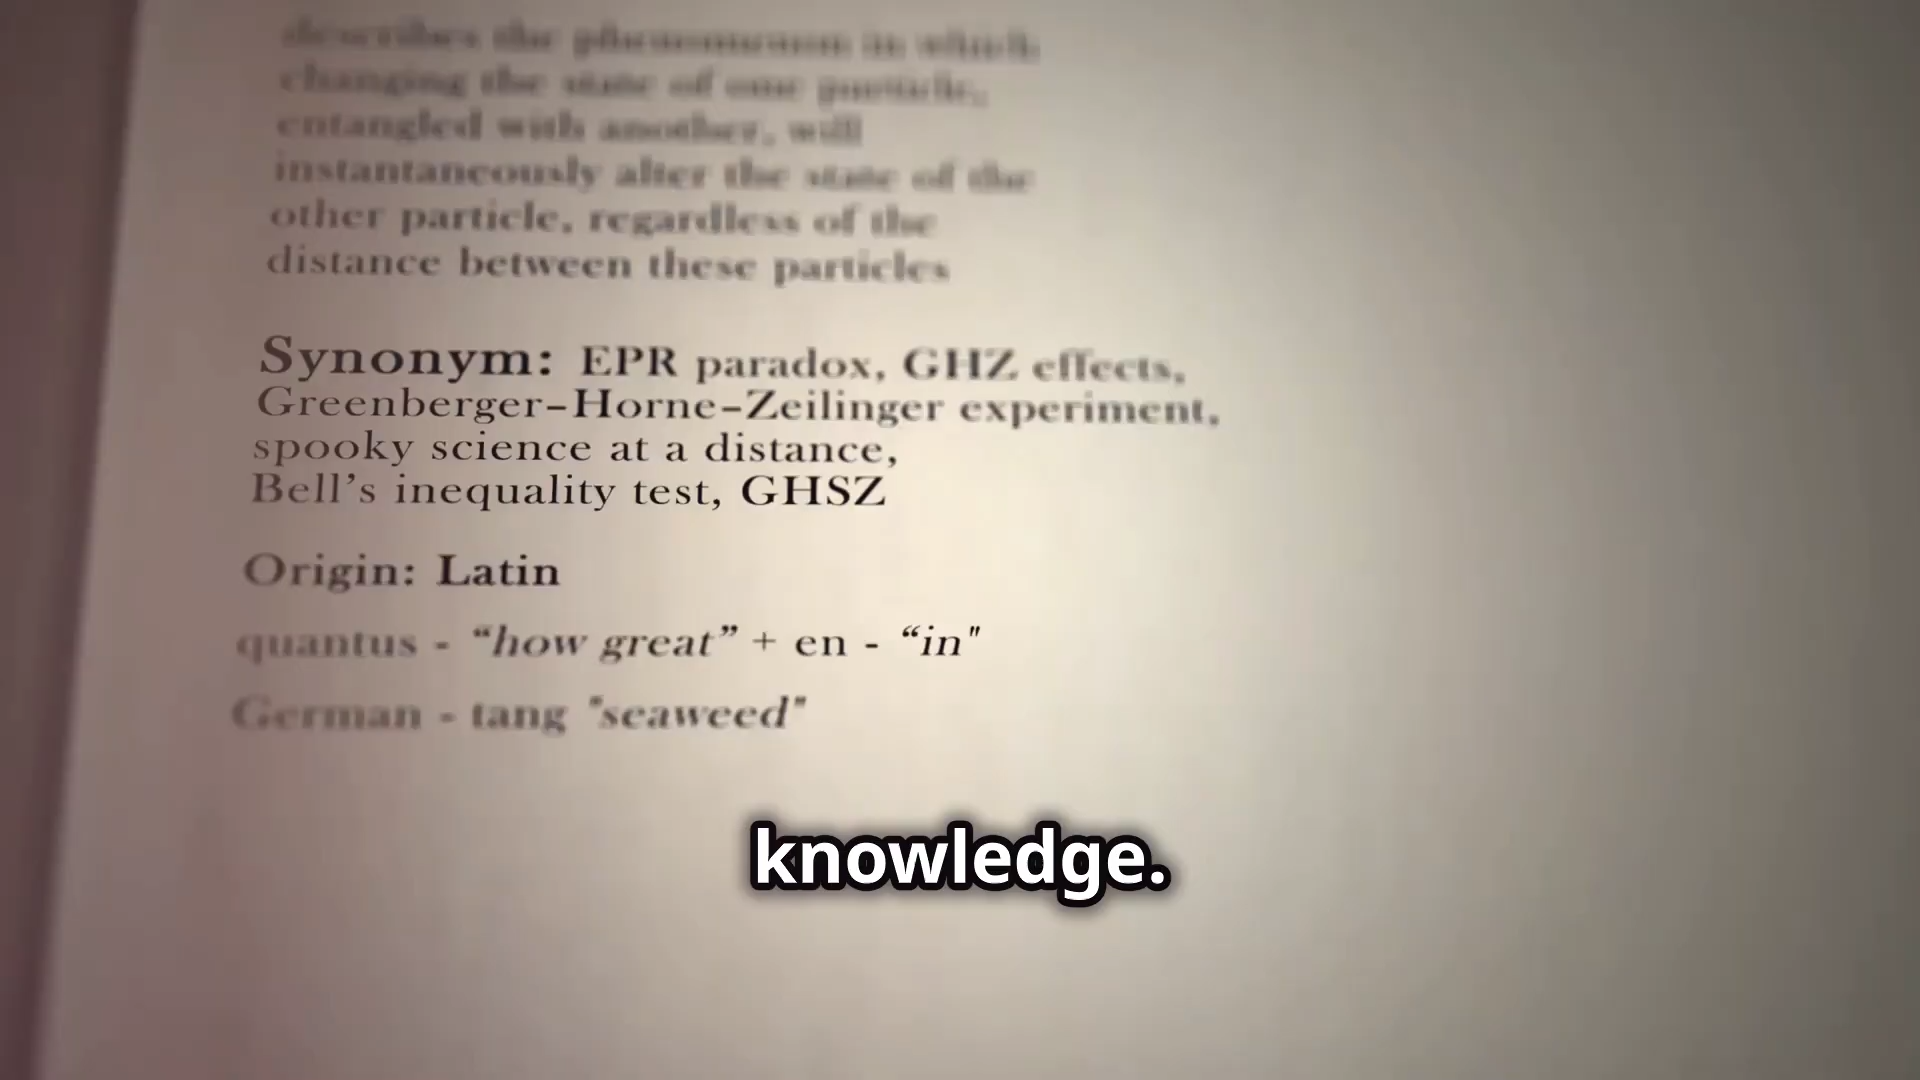 describes the phenomenon in which
changing the state of one particle,
entangled with another, will
instantaneously alter the state of the
other particle, regardless of the
distance between these particles
Synonym: EPR paradox, GHZ effects,
Greenberger–Horne–Zeilinger experiment,
spooky science at a distance,
Bell’s inequality test, GHSZ
Origin: Latin
quantus - “how great” + en - “in"
German - tang "seaweed"
knowledge.